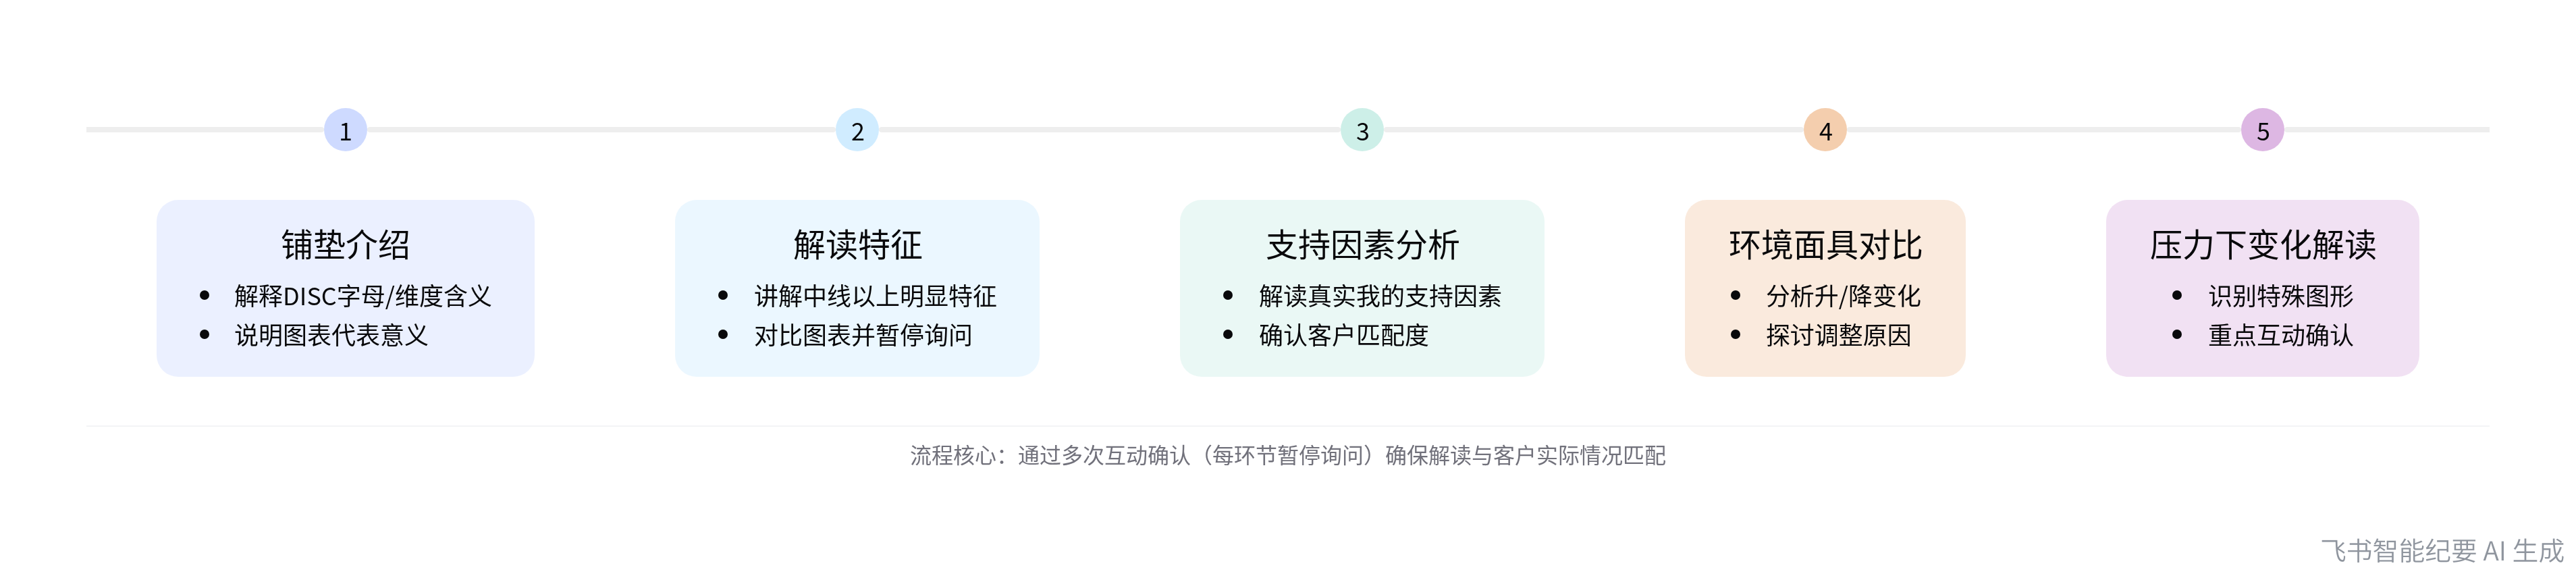 1
2
3
4
5
铺垫介绍
• 解释DISC字母/维度含义
• 说明图表代表意义
解读特征
• 讲解中线以上明显特征
• 对比图表并暂停询问
支持因素分析
• 解读真实我的支持因素
• 确认客户匹配度
环境面具对比
• 分析升/降变化
• 探讨调整原因
压力下变化解读
• 识别特殊图形
• 重点互动确认
流程核心：通过多次互动确认（每环节暂停询问）确保解读与客户实际情况匹配
飞书智能纪要 AI 生成